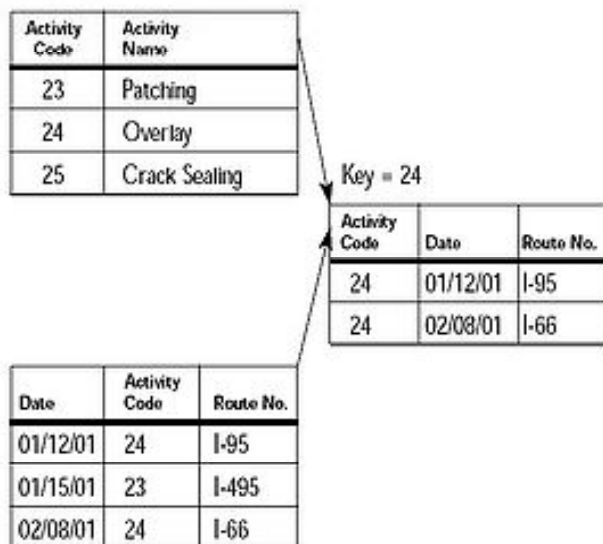 Activity Code Activity Name
23 Patching
24 Overlay
25 Crack Sealing
Key = 24
Activity Code Date Route No.
24 01/12/01 I-95
24 02/08/01 I-66
Date Activity Code Route No.
01/12/01 24 I-95
01/15/01 23 I-495
02/08/01 24 I-66